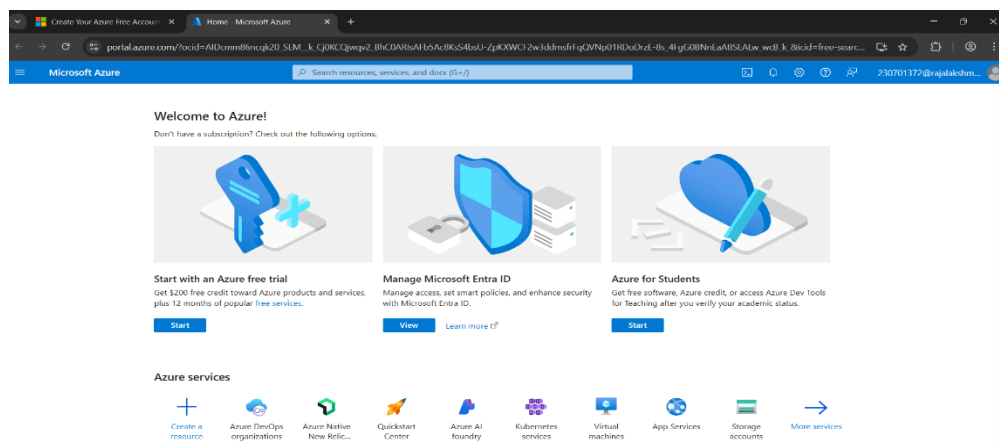 Create Your Azure Free Account
Home - Microsoft Azure
Microsoft Azure
Search resources, services, and docs (G+/)
230701372@rajalakshm...
Welcome to Azure!
Don't have a subscription? Check out the following options.
Start with an Azure free trial
Get $200 free credit toward Azure products and services,
plus 12 months of popular free services.
Start
Manage Microsoft Entra ID
Manage access, set smart policies, and enhance security
with Microsoft Entra ID.
View
Learn more
Azure for Students
Get free software, Azure credit, or access Azure Dev Tools
for Teaching after you verify your academic status.
Start
Azure services
Create a
resource
Azure DevOps
organizations
Azure Native
New Relic...
Quickstart
Center
Azure AI
foundry
Kubernetes
services
Virtual
machines
App Services
Storage
accounts
More services